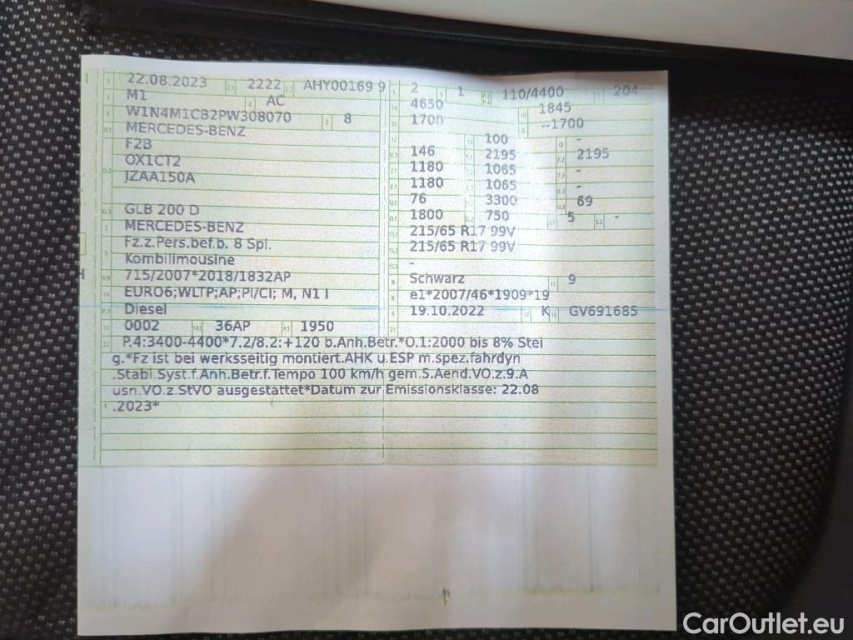 22.08.2023 2222 AHY00169 9
M1 AC
W1N4M1CB2PW308070 8
MERCEDES-BENZ
F2B
OX1CT2
JZAA150A
GLB 200 D
MERCEDES-BENZ
Fz.z.Pers.bef.b. 8 Spl.
Kombilimousine
715/2007*2018/1832AP
EURO6;WLTP;AP;PI/CI; M, N1 I
Diesel
0002 36AP 1950
2 1 110/4400 204
4650 1845
1700 --1700
100 -
146 2195 2195
1180 1065 -
1180 1065 -
76 3300 69
1800 750 5 -
215/65 R17 99V
215/65 R17 99V
-
Schwarz 9
e1*2007/46*1909*19
19.10.2022 K GV691685
P.4:3400-4400*7.2/8.2:+120 b.Anh.Betr.*O.1:2000 bis 8% Stei
g.*Fz ist bei werksseitig montiert.AHK u.ESP m.spez.fahrdyn
.Stabi.Syst.f.Anh.Betr.f.Tempo 100 km/h gem.5.Aend.VO.z.9.A
usn.VO.z.StVO ausgestattet*Datum zur Emissionsklasse: 22.08
.2023*
CarOutlet.eu